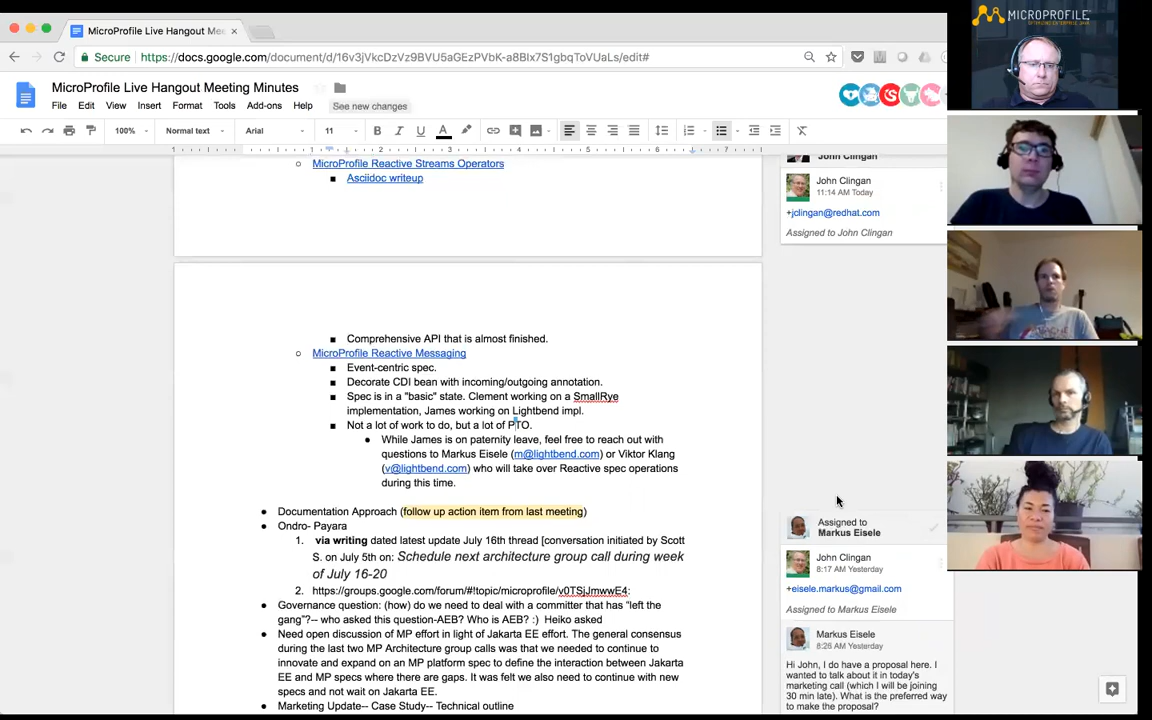 MicroProfile Live Hangout Meet
MICROPROFILE
OPTIMIZING ENTERPRISE JAVA
Secure https://docs.google.com/document/d/16v3jVkcDzVz9BVU5aGEzPVbK-a8BIx7S1gbqToVUaLs/edit#
MicroProfile Live Hangout Meeting Minutes
File Edit View Insert Format Tools Add-ons Help See new changes
100% Normal text Arial 11
1 1 2 3 4 5 6 7
MicroProfile Reactive Streams Operators
Asciidoc writeup
John Clingan
John Clingan
11:14 AM Today
+jclingan@redhat.com
Assigned to John Clingan
Comprehensive API that is almost finished.
MicroProfile Reactive Messaging
Event-centric spec.
Decorate CDI bean with incoming/outgoing annotation.
Spec is in a "basic" state. Clement working on a SmallRye
implementation, James working on Lightbend impl.
Not a lot of work to do, but a lot of PTO.
While James is on paternity leave, feel free to reach out with
questions to Markus Eisele (m@lightbend.com) or Viktor Klang
(v@lightbend.com) who will take over Reactive spec operations
during this time.
Documentation Approach (follow up action item from last meeting)
Ondro- Payara
1. via writing dated latest update July 16th thread [conversation initiated by Scott
S. on July 5th on: Schedule next architecture group call during week
of July 16-20
2. https://groups.google.com/forum/#!topic/microprofile/v0TSjJmwwE4:
Governance question: (how) do we need to deal with a committer that has "left the
gang"?-- who asked this question-AEB? Who is AEB? :) Heiko asked
Need open discussion of MP effort in light of Jakarta EE effort. The general consensus
during the last two MP Architecture group calls was that we needed to continue to
innovate and expand on an MP platform spec to define the interaction between Jakarta
EE and MP specs where there are gaps. It was felt we also need to continue with new
specs and not wait on Jakarta EE.
Marketing Update-- Case Study-- Technical outline
Assigned to
Markus Eisele
John Clingan
8:17 AM Yesterday
+eisele.markus@gmail.com
Assigned to Markus Eisele
Markus Eisele
8:26 AM Yesterday
Hi John, I do have a proposal here. I
wanted to talk about it in today's
marketing call (which I will be joining
30 min late). What is the preferred way
to make the proposal?